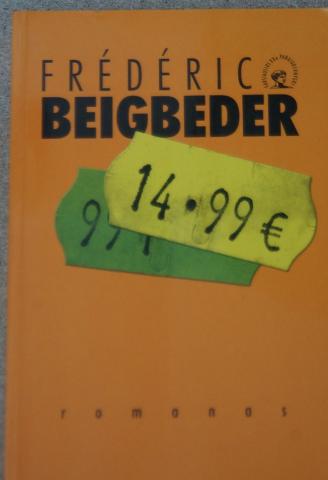 FRÉDÉRIC
BEIGBEDER
14.99 €
99
romanas